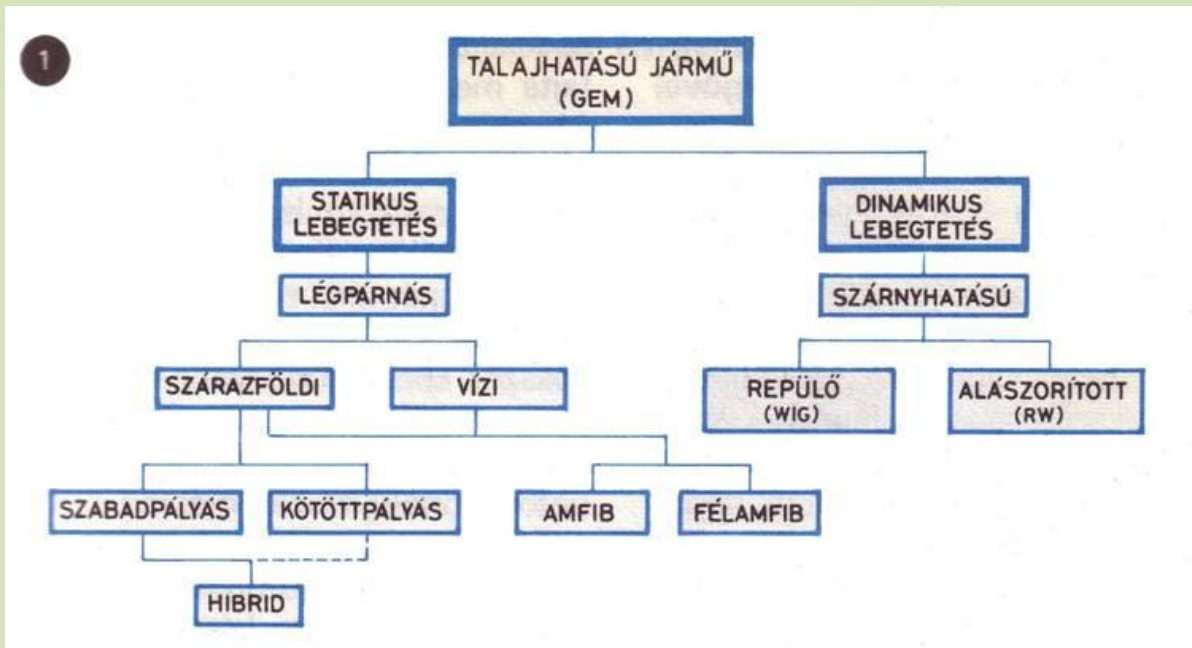 1
TALAJHATÁSÚ JÁRMŰ
(GEM)
STATIKUS
LEBEGTETÉS
DINAMIKUS
LEBEGTETÉS
LÉGPÁRNÁS
SZÁRNYHATÁSÚ
SZÁRAZFÖLDI
VÍZI
REPÜLŐ
(WIG)
ALÁSZORÍTOTT
(RW)
SZABADPÁLYÁS
KÖTÖTTPÁLYÁS
AMFIB
FÉLAMFIB
HIBRID